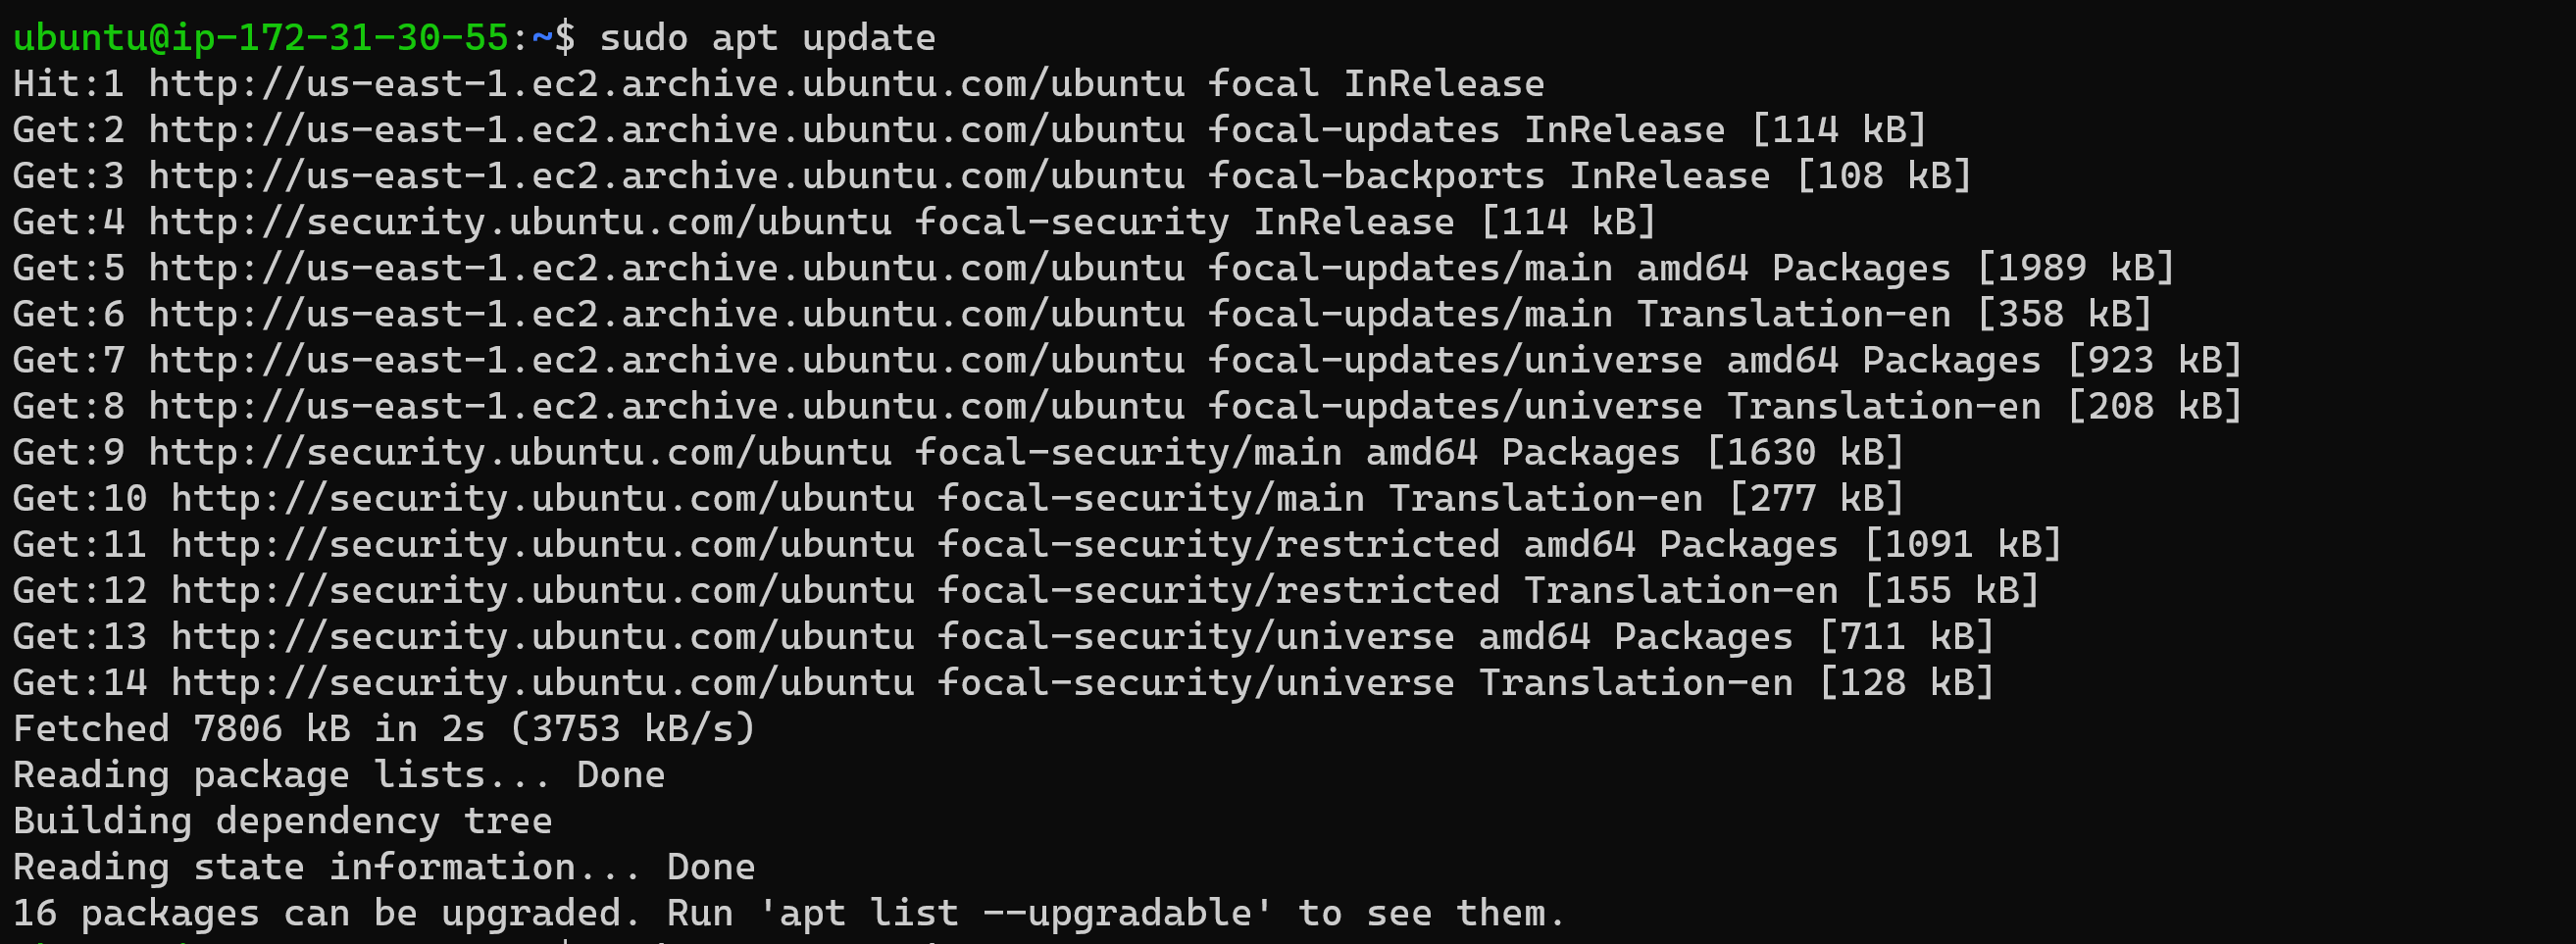 ubuntu@ip-172-31-30-55:~$ sudo apt update
Hit:1 http://us-east-1.ec2.archive.ubuntu.com/ubuntu focal InRelease
Get:2 http://us-east-1.ec2.archive.ubuntu.com/ubuntu focal-updates InRelease [114 kB]
Get:3 http://us-east-1.ec2.archive.ubuntu.com/ubuntu focal-backports InRelease [108 kB]
Get:4 http://security.ubuntu.com/ubuntu focal-security InRelease [114 kB]
Get:5 http://us-east-1.ec2.archive.ubuntu.com/ubuntu focal-updates/main amd64 Packages [1989 kB]
Get:6 http://us-east-1.ec2.archive.ubuntu.com/ubuntu focal-updates/main Translation-en [358 kB]
Get:7 http://us-east-1.ec2.archive.ubuntu.com/ubuntu focal-updates/universe amd64 Packages [923 kB]
Get:8 http://us-east-1.ec2.archive.ubuntu.com/ubuntu focal-updates/universe Translation-en [208 kB]
Get:9 http://security.ubuntu.com/ubuntu focal-security/main amd64 Packages [1630 kB]
Get:10 http://security.ubuntu.com/ubuntu focal-security/main Translation-en [277 kB]
Get:11 http://security.ubuntu.com/ubuntu focal-security/restricted amd64 Packages [1091 kB]
Get:12 http://security.ubuntu.com/ubuntu focal-security/restricted Translation-en [155 kB]
Get:13 http://security.ubuntu.com/ubuntu focal-security/universe amd64 Packages [711 kB]
Get:14 http://security.ubuntu.com/ubuntu focal-security/universe Translation-en [128 kB]
Fetched 7806 kB in 2s (3753 kB/s)
Reading package lists... Done
Building dependency tree
Reading state information... Done
16 packages can be upgraded. Run 'apt list --upgradable' to see them.